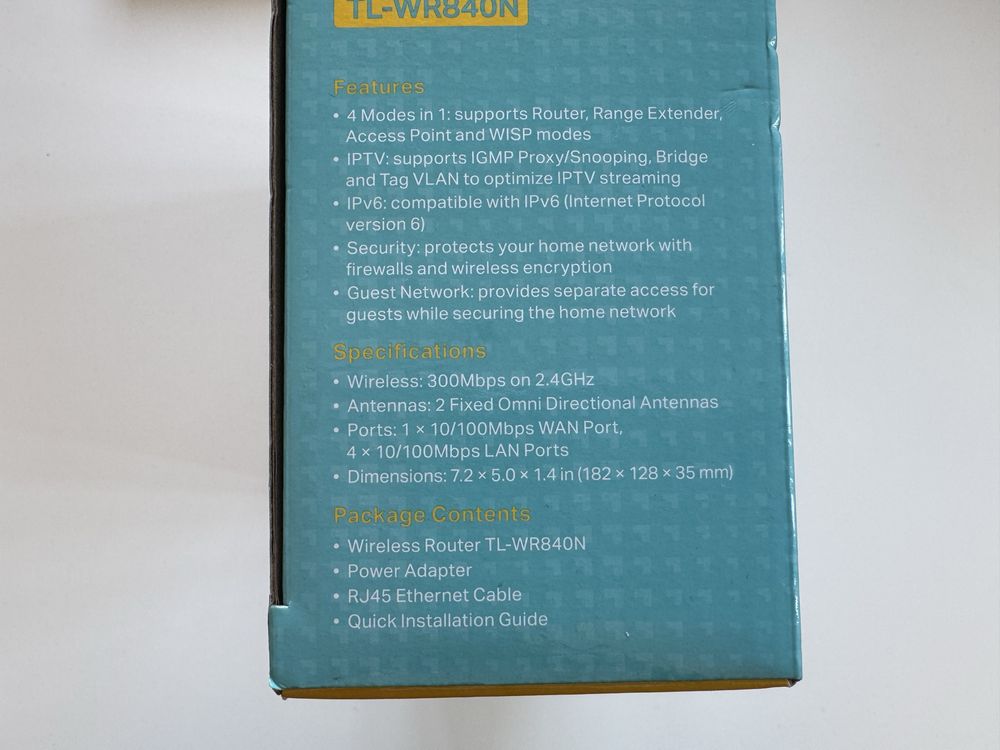 TL-WR840N
Features
• 4 Modes in 1: supports Router, Range Extender,
Access Point and WISP modes
• IPTV: supports IGMP Proxy/Snooping, Bridge
and Tag VLAN to optimize IPTV streaming
• IPv6: compatible with IPv6 (Internet Protocol
version 6)
• Security: protects your home network with
firewalls and wireless encryption
• Guest Network: provides separate access for
guests while securing the home network
Specifications
• Wireless: 300Mbps on 2.4GHz
• Antennas: 2 Fixed Omni Directional Antennas
• Ports: 1 × 10/100Mbps WAN Port,
4 × 10/100Mbps LAN Ports
• Dimensions: 7.2 × 5.0 × 1.4 in (182 × 128 × 35 mm)
Package Contents
• Wireless Router TL-WR840N
• Power Adapter
• RJ45 Ethernet Cable
• Quick Installation Guide